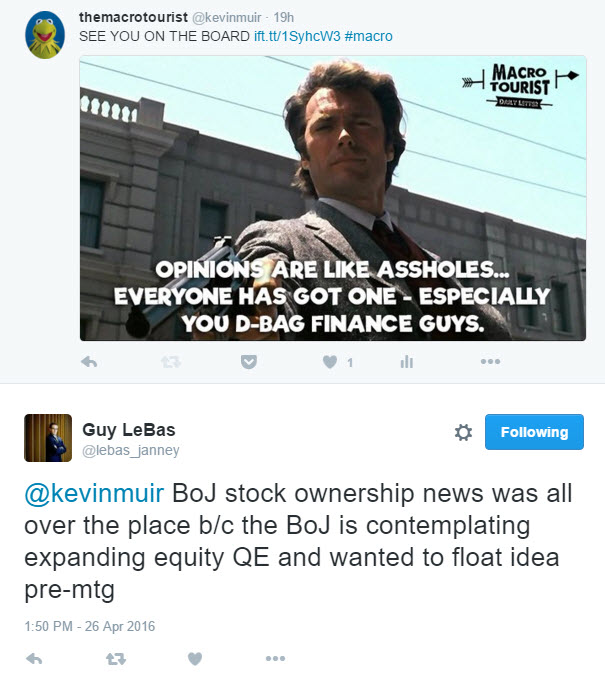 themacrotourist @kevinmuir · 19h
SEE YOU ON THE BOARD ift.tt/1SyhcW3 #macro
MACRO
TOURIST
DAILY LETTER
OPINIONS ARE LIKE ASSHOLES...
EVERYONE HAS GOT ONE - ESPECIALLY
YOU D-BAG FINANCE GUYS.
1
Guy LeBas
@lebas_janney
Following
@kevinmuir BoJ stock ownership news was all
over the place b/c the BoJ is contemplating
expanding equity QE and wanted to float idea
pre-mtg
1:50 PM - 26 Apr 2016